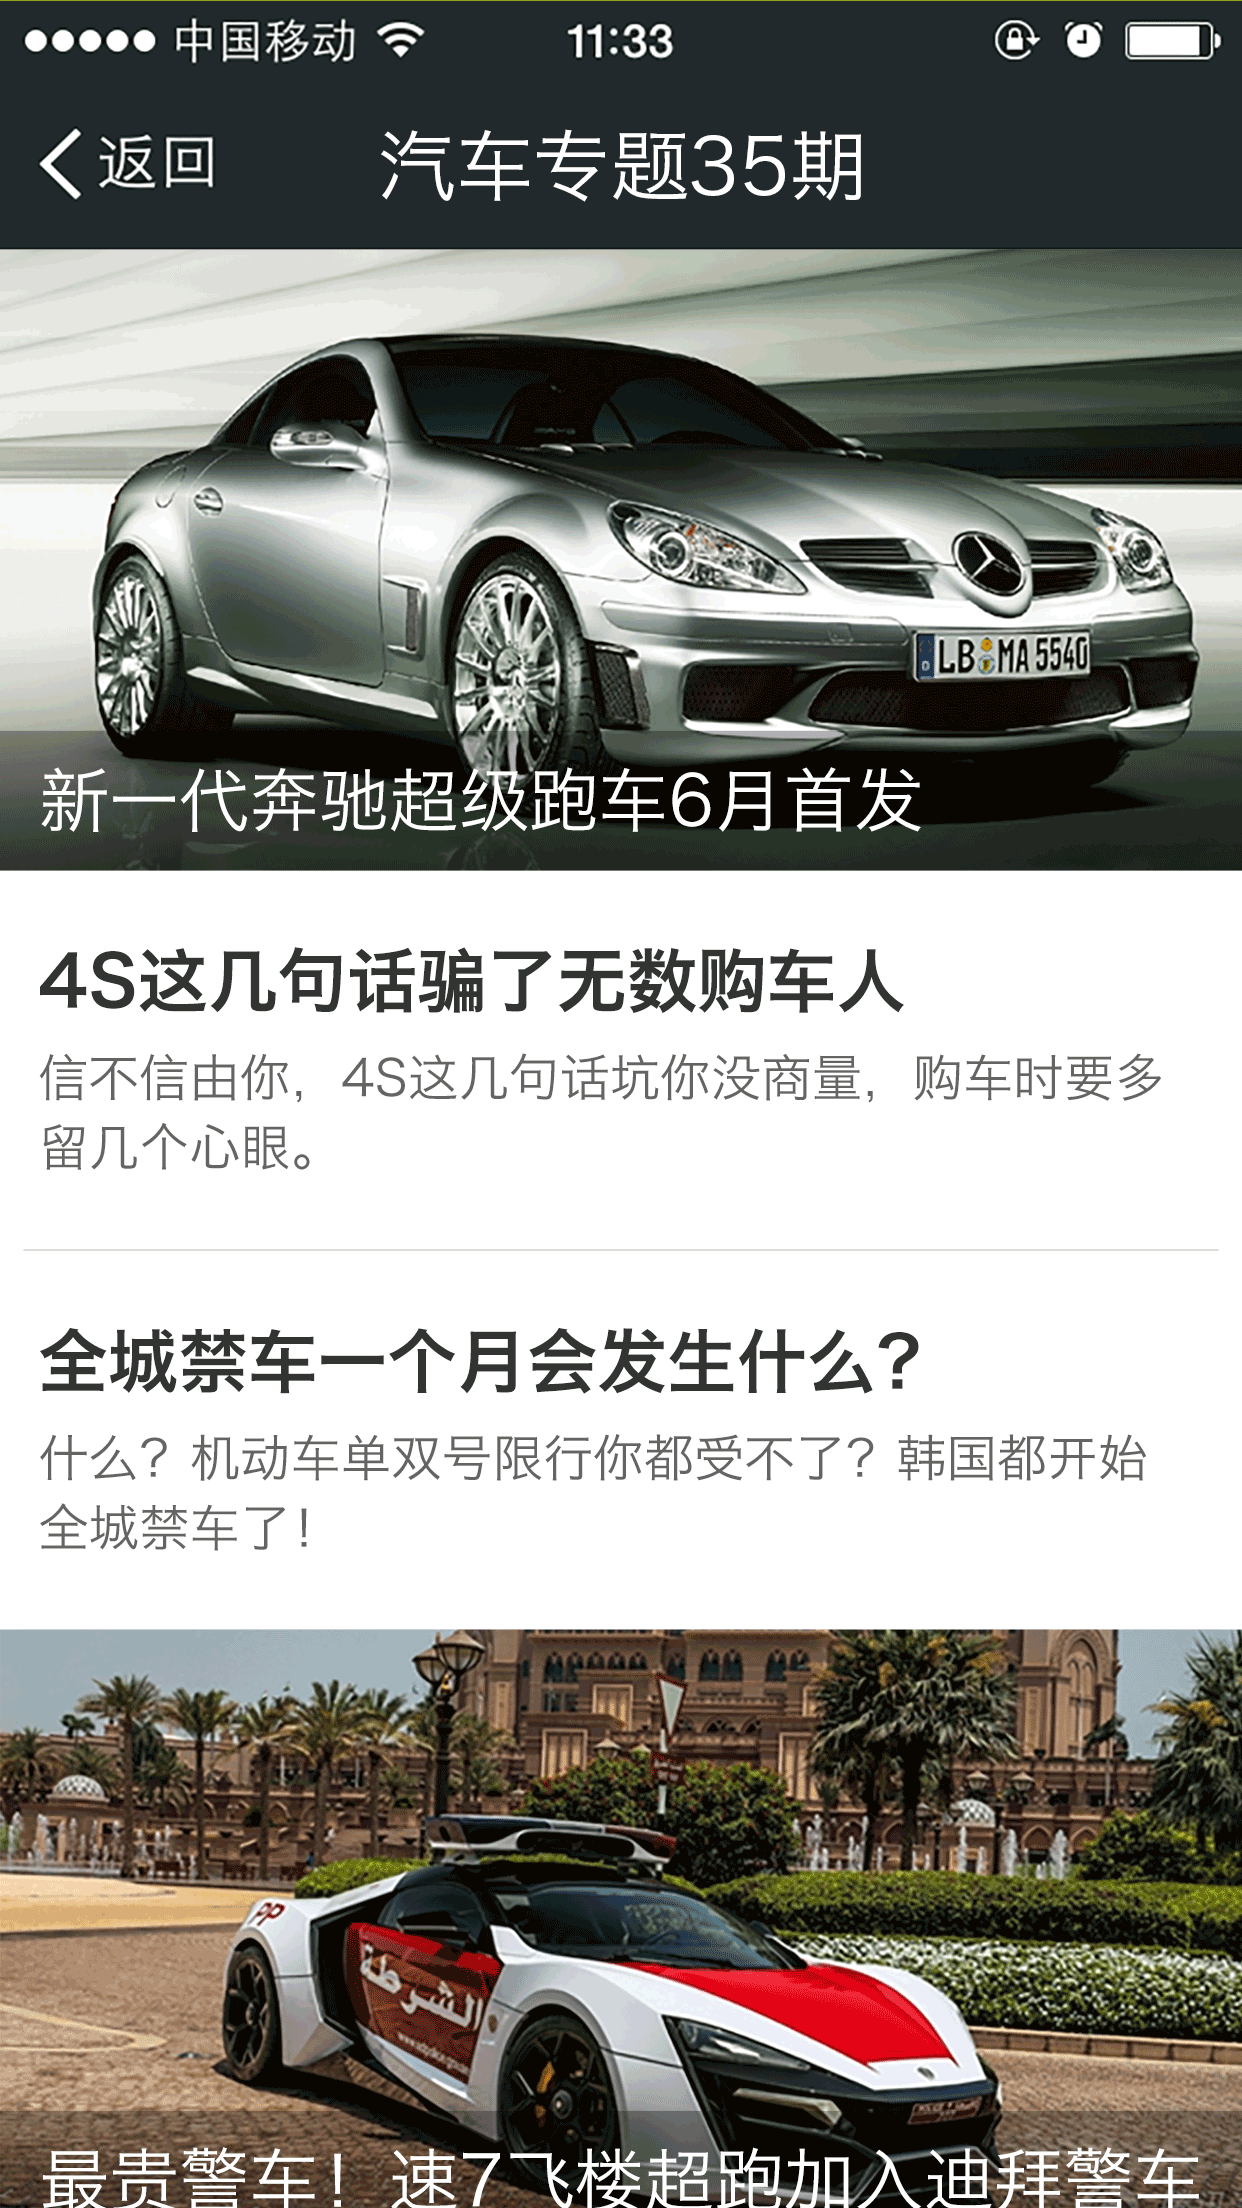 中国移动
11:33
返回
汽车专题35期
LB MA 5540
新一代奔驰超级跑车6月首发
4S这几句话骗了无数购车人
信不信由你，4S这几句话坑你没商量，购车时要多
留几个心眼。
全城禁车一个月会发生什么？
什么？机动车单双号限行你都受不了？韩国都开始
全城禁车了！
PP
الشرطة
最贵警车！速7飞楼超跑加入迪拜警车